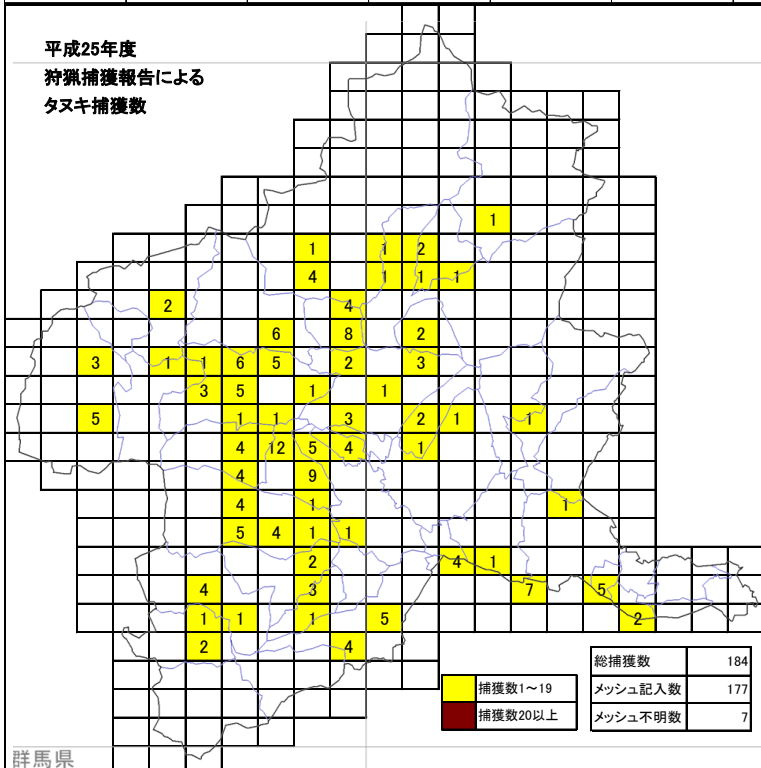 平成25年度
狩猟捕獲報告による
タヌキ捕獲数
1
1 1 2
4 1 1 1
2 4
6 8 2
3 1 1 6 5 2 3
3 5 1 1
5 1 1 3 2 1 1
4 12 5 4 1
4 9
4 1 1
5 4 1 1
2 4 1
4 3 7 5
1 1 1 5 2
2 4
捕獲数1～19
捕獲数20以上
総捕獲数 184
メッシュ記入数 177
メッシュ不明数 7
群馬県